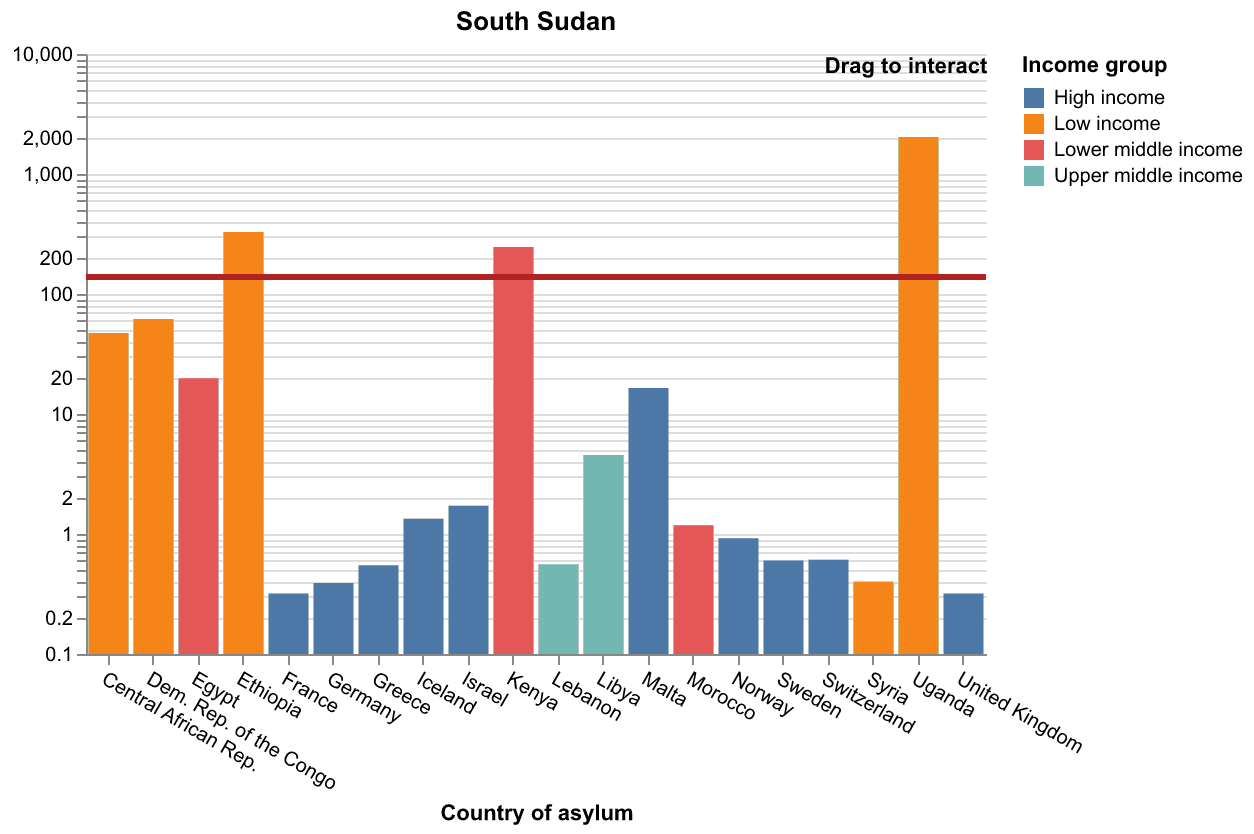 South Sudan
Drag to interact
10,000
2,000
1,000
200
100
20
10
2
1
0.2
0.1
Central African Rep.
Dem. Rep. of the Congo
Egypt
Ethiopia
France
Germany
Greece
Iceland
Israel
Kenya
Lebanon
Libya
Malta
Morocco
Norway
Sweden
Switzerland
Syria
Uganda
United Kingdom
Country of asylum
Income group
High income
Low income
Lower middle income
Upper middle income